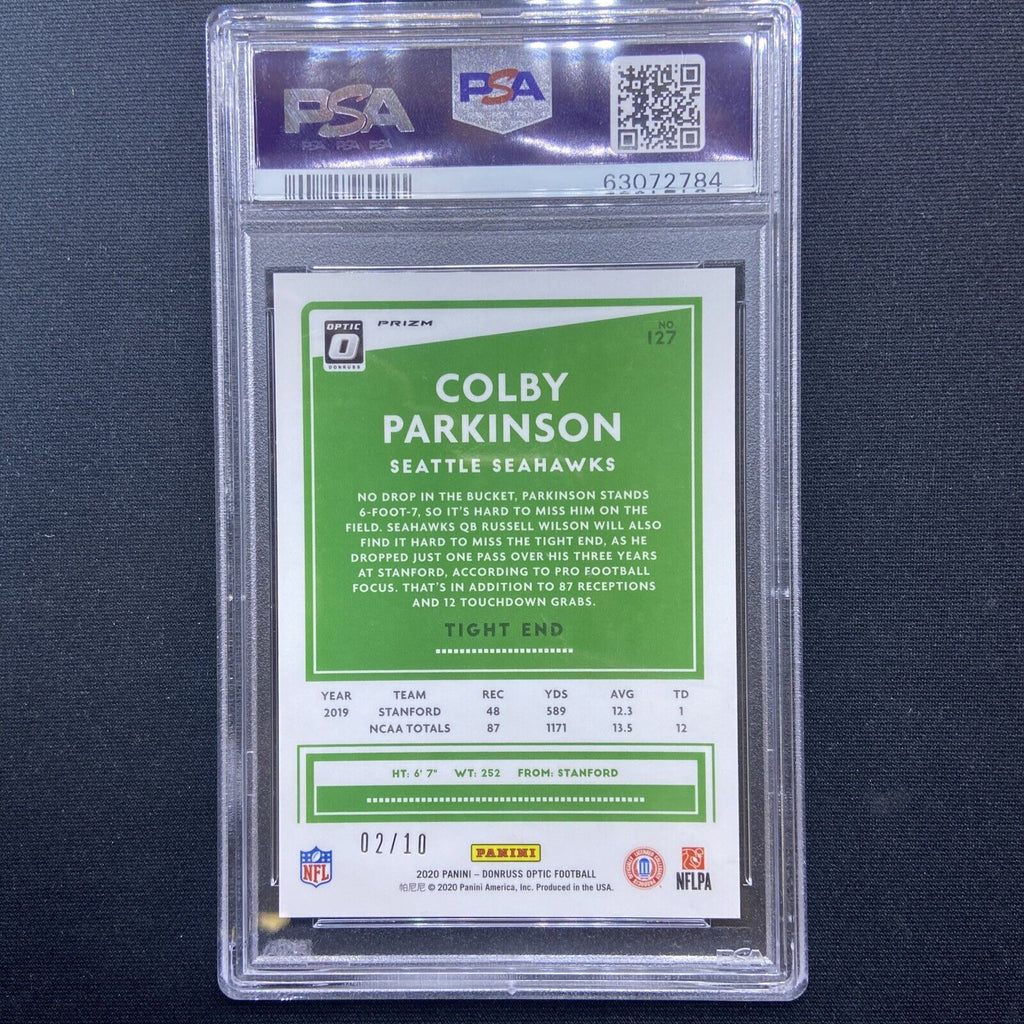 PSA PSA
PSA PSA PSA
63072784
OPTIC
O
DONRUSS
PRIZM
NO.
127
COLBY
PARKINSON
SEATTLE SEAHAWKS
NO DROP IN THE BUCKET, PARKINSON STANDS
6-FOOT-7, SO IT'S HARD TO MISS HIM ON THE
FIELD. SEAHAWKS QB RUSSELL WILSON WILL ALSO
FIND IT HARD TO MISS THE TIGHT END, AS HE
DROPPED JUST ONE PASS OVER HIS THREE YEARS
AT STANFORD, ACCORDING TO PRO FOOTBALL
FOCUS. THAT'S IN ADDITION TO 87 RECEPTIONS
AND 12 TOUCHDOWN GRABS.
TIGHT END
YEAR TEAM REC YDS AVG TD
2019 STANFORD 48 589 12.3 1
NCAA TOTALS 87 1171 13.5 12
HT: 6' 7" WT: 252 FROM: STANFORD
02/10
PANINI
NFL
NFLPA
2020 PANINI – DONRUSS OPTIC FOOTBALL
帕尼尼 © 2020 Panini America, Inc. Produced in the USA.
PSA